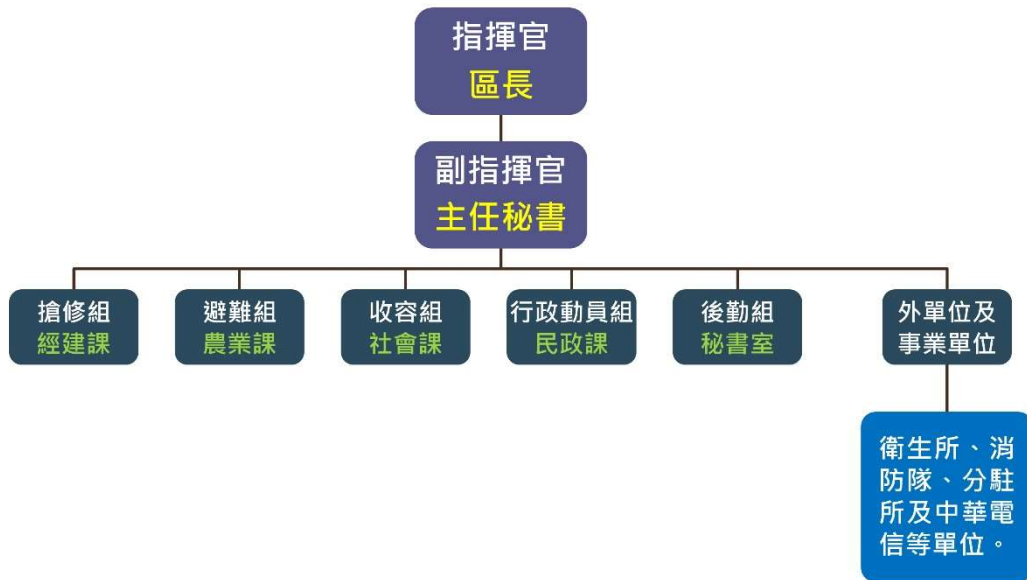 指揮官
區長
副指揮官
主任秘書
搶修組
經建課
避難組
農業課
收容組
社會課
行政動員組
民政課
後勤組
秘書室
外單位及
事業單位
衛生所、消
防隊、分駐
所及中華電
信等單位。